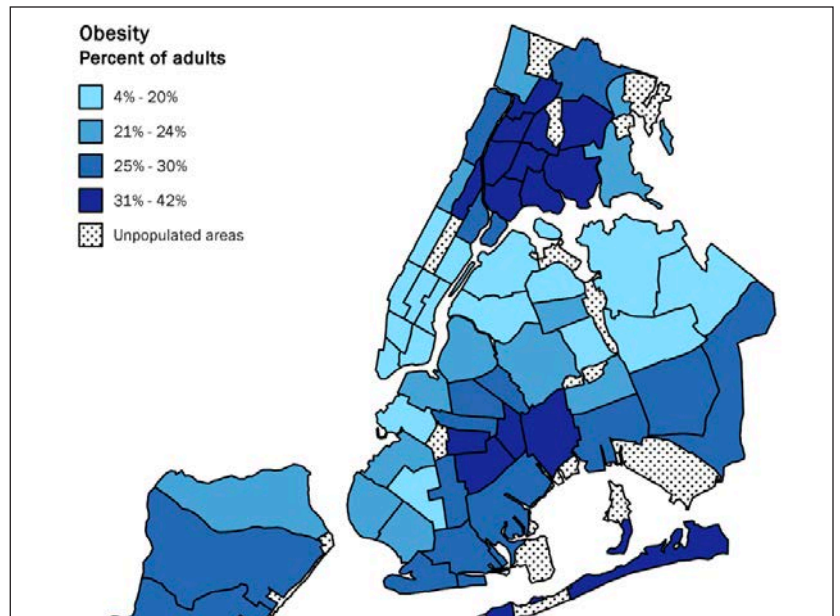 Obesity
Percent of adults
4% - 20%
21% - 24%
25% - 30%
31% - 42%
Unpopulated areas